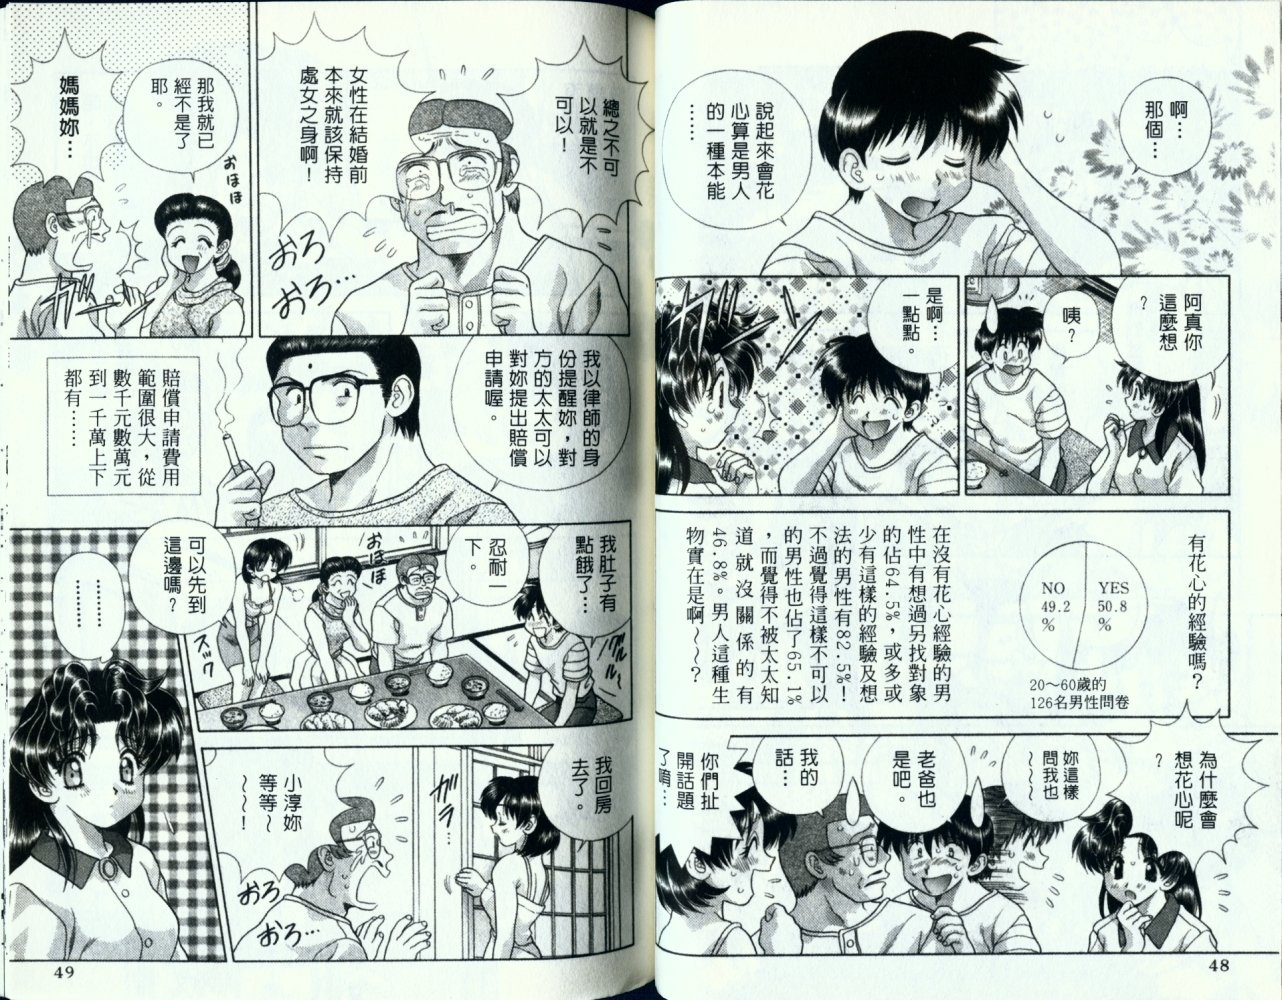 啊…
那個…
說起來會花
心算是男人
的一種本能
……
阿真你
這麼想
?
咦?
是啊…
一點點。
有花心的經驗嗎?
YES
50.8
%
NO
49.2
%
20～60歲的
126名男性問卷
在沒有花心經驗的男
性中有想過另找對象
的佔64.5%,或多或
少有這樣的經驗及想
法的男性有82.5%!
不過覺得這樣不可以
的男性也佔了65.1%
,而覺得不被太太知
道就沒關係的有
46.8%。男人這種生
物實在是啊～～?
為什麼會
想花心呢
?
妳這樣
問我也
～～～
老爸也
是吧。
我的
話…
你們扯
開話題
了唷…
48
總之不可
以就是不
可以!
女性在結婚前
本來就該保持
處女之身啊!
おろ
おろ…
那我就已
經不是了
耶。
おほほ
媽媽妳…
ガツ
我以律師的身
份提醒妳,對
方的太太可以
對妳提出賠償
申請喔。
賠償申請費用
範圍很大,從
數千元數萬元
到一千萬上下
都有……
我肚子有
點餓了…
グルル～
忍耐一
下。
おほほ
スック
可以先到
這邊嗎?
………
我回房
去了。
ガラ…
小淳妳
等等～
～～!
おろ
おろ…
49